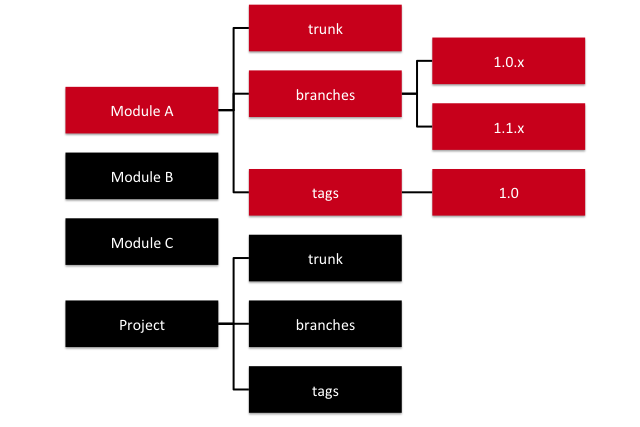 trunk
1.0.x
branches
Module A
1.1.x
Module B
tags
1.0
Module C
trunk
Project
branches
tags